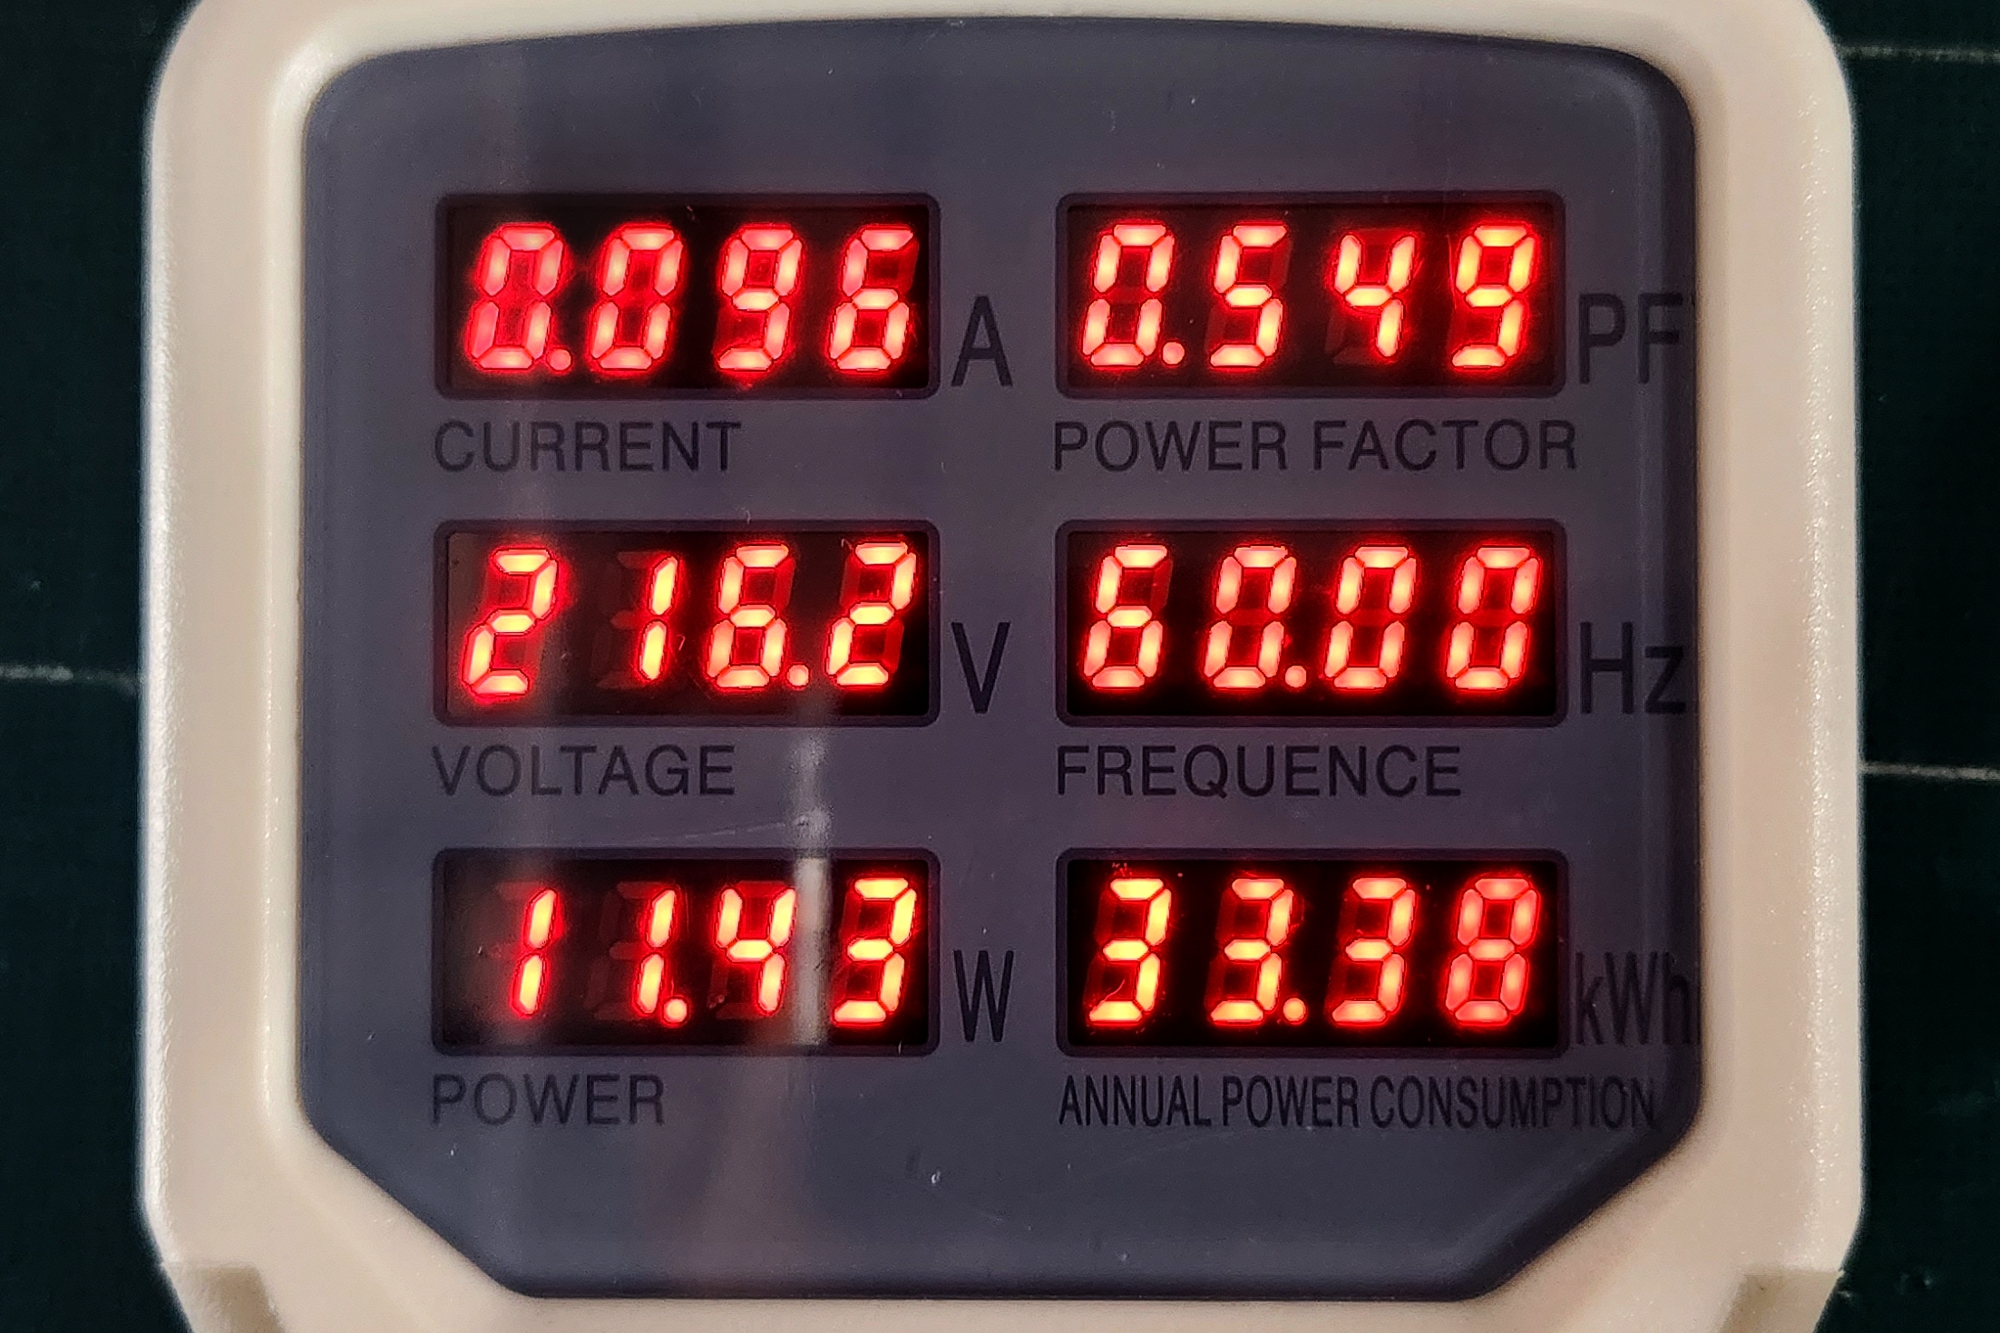 0.096 A 0.549 PF
CURRENT POWER FACTOR
216.2 V 60.00 Hz
VOLTAGE FREQUENCE
11.43 W 33.38 kWh
POWER ANNUAL POWER CONSUMPTION